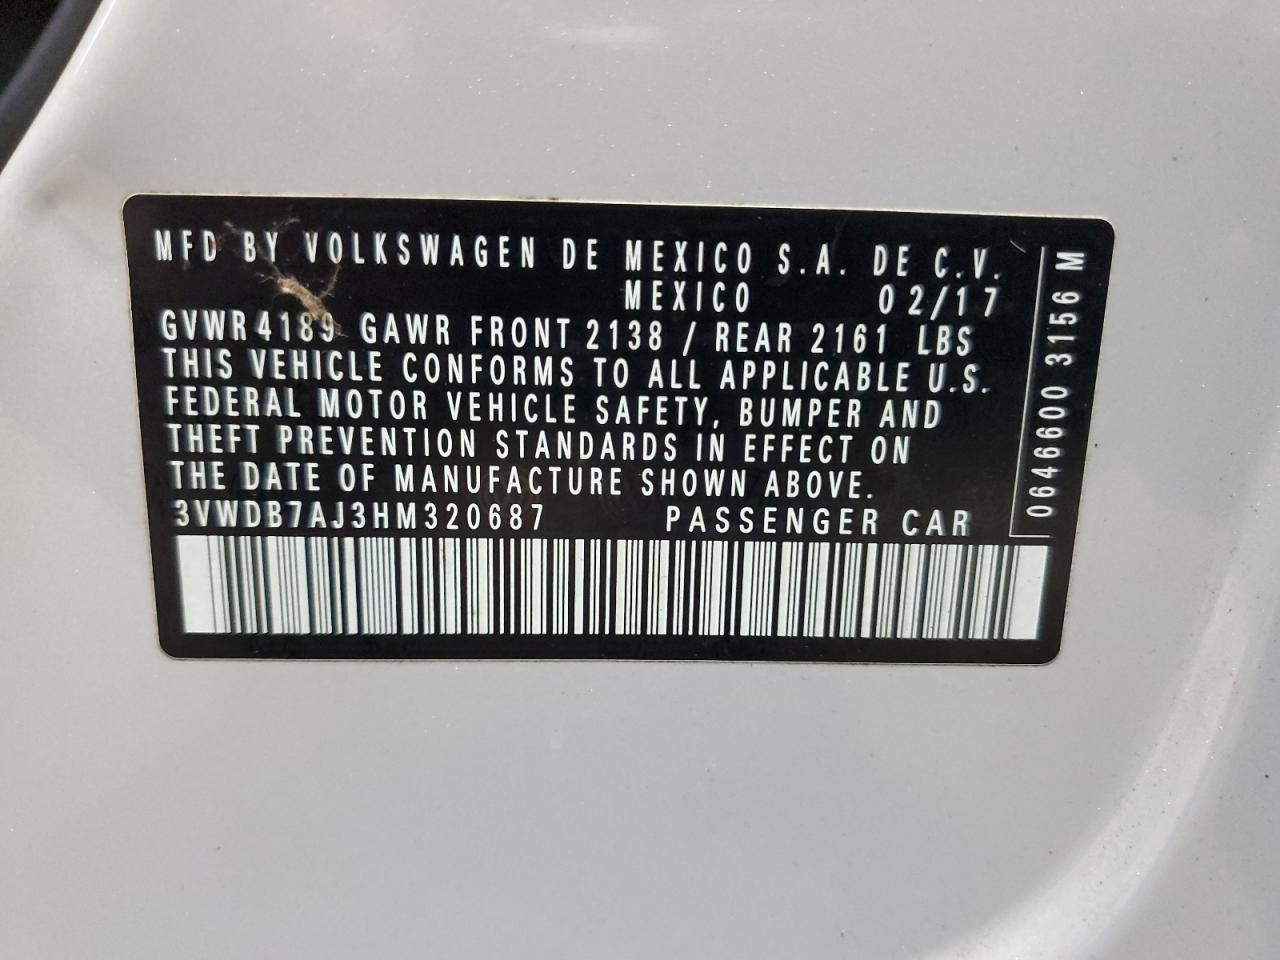 MFD BY VOLKSWAGEN DE MEXICO S.A. DE C.V.
MEXICO 02/17
GVWR 4189 GAWR FRONT 2138 / REAR 2161 LBS
THIS VEHICLE CONFORMS TO ALL APPLICABLE U.S.
FEDERAL MOTOR VEHICLE SAFETY, BUMPER AND
THEFT PREVENTION STANDARDS IN EFFECT ON
THE DATE OF MANUFACTURE SHOWN ABOVE.
3VWDB7AJ3HM320687 PASSENGER CAR
0646600 3156 M